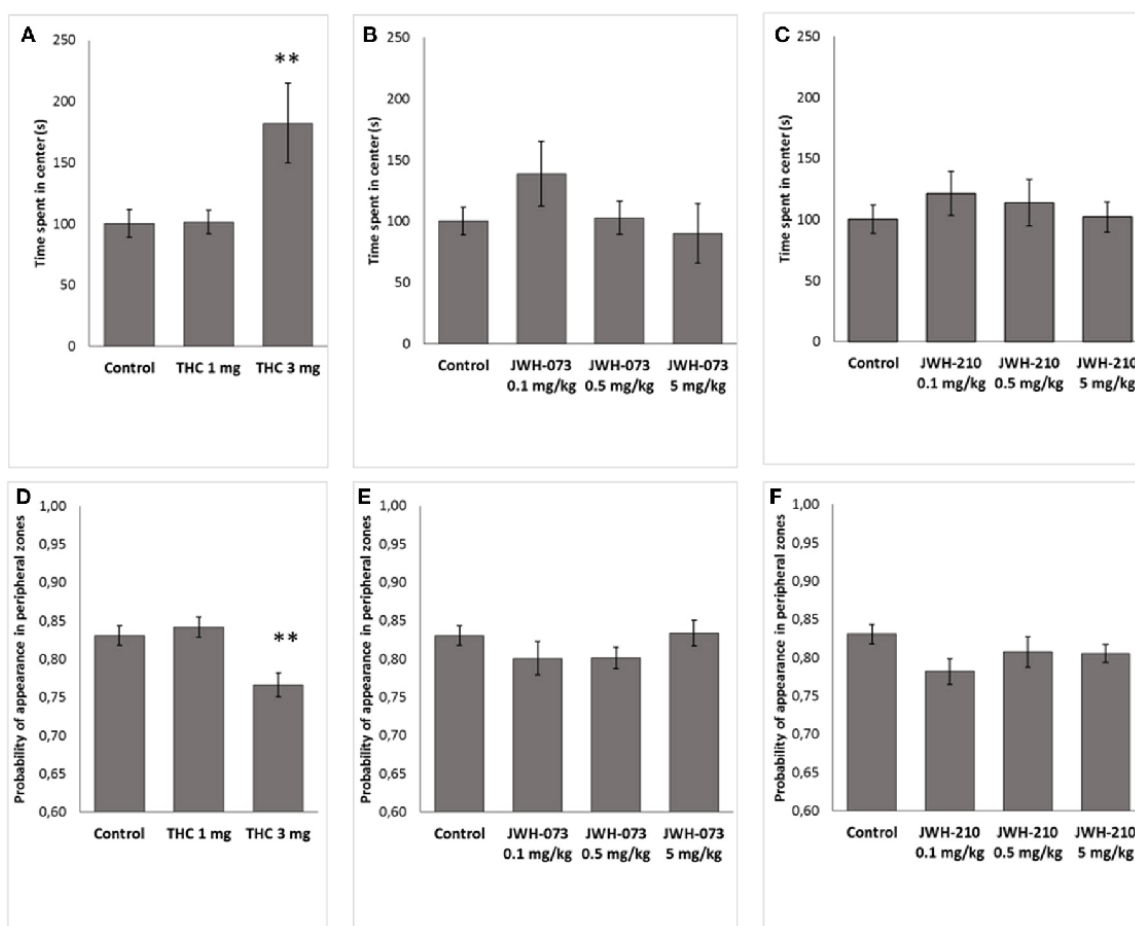 A
Time spent in center (s)
250
200
150
100
50
0
**
Control THC 1 mg THC 3 mg
B
Time spent in center (s)
250
200
150
100
50
0
Control JWH-073 JWH-073 JWH-073
0.1 mg/kg 0.5 mg/kg 5 mg/kg
C
Time spent in center (s)
250
200
150
100
50
0
Control JWH-210 JWH-210 JWH-210
0.1 mg/kg 0.5 mg/kg 5 mg/kg
D
Probability of appearance in peripheral zones
1,00
0,95
0,90
0,85
0,80
0,75
0,70
0,65
0,60
**
Control THC 1 mg THC 3 mg
E
Probability of appearance in peripheral zones
1,00
0,95
0,90
0,85
0,80
0,75
0,70
0,65
0,60
Control JWH-073 JWH-073 JWH-073
0.1 mg/kg 0.5 mg/kg 5 mg/kg
F
Probability of appearance in peripheral zones
1,00
0,95
0,90
0,85
0,80
0,75
0,70
0,65
0,60
Control JWH-210 JWH-210 JWH-210
0.1 mg/kg 0.5 mg/kg 5 mg/kg